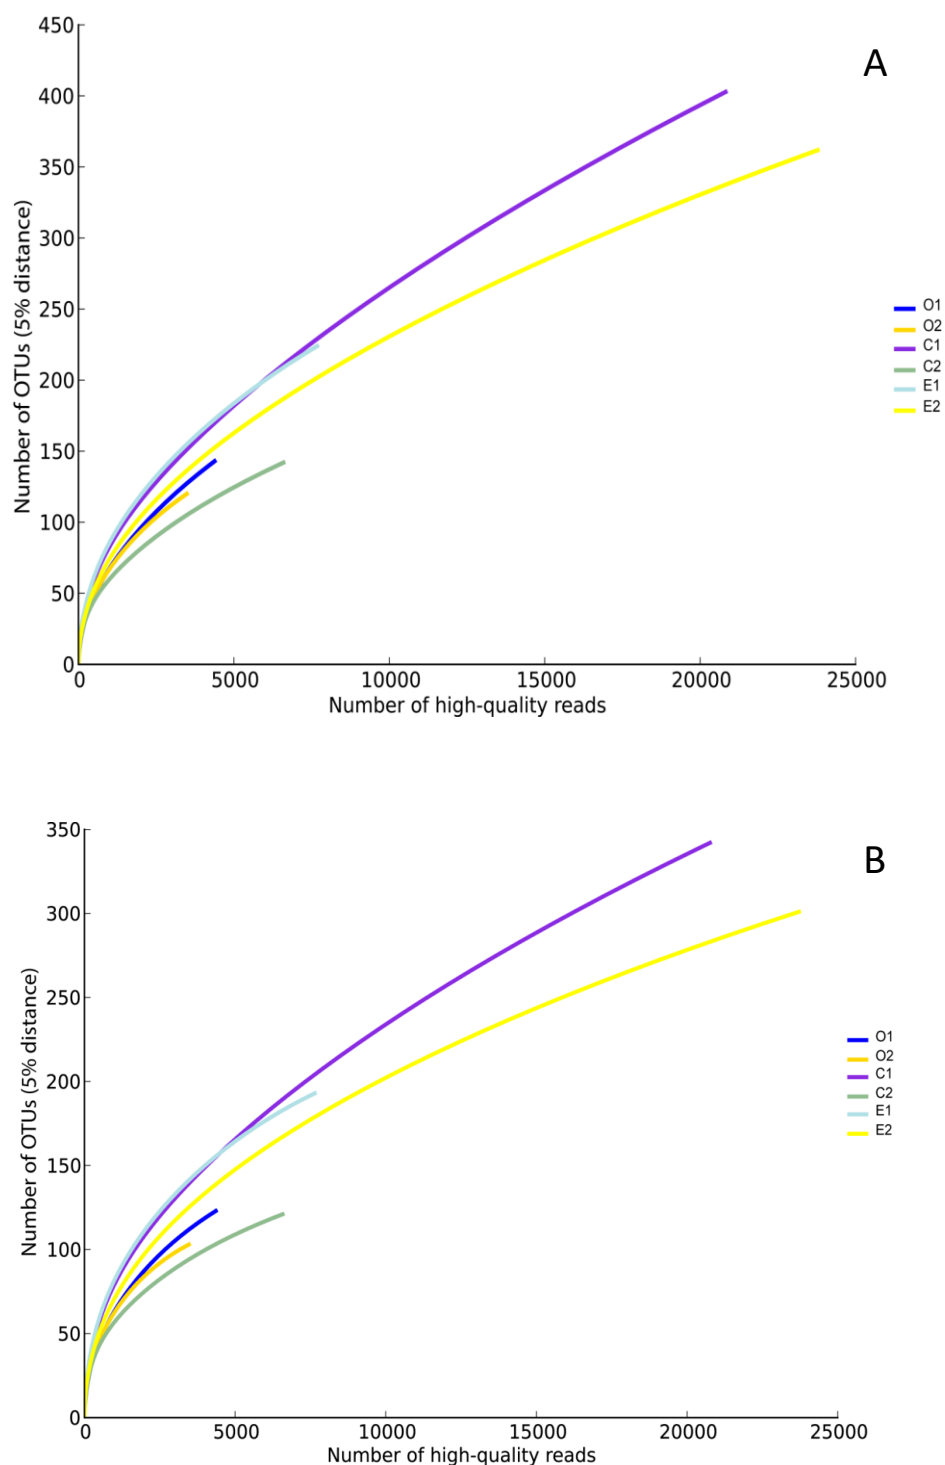 A
450
400
350
300
250
200
150
100
50
0
Number of OTUs (5% distance)
0 5000 10000 15000 20000 25000
Number of high-quality reads
O1
O2
C1
C2
E1
E2
B
350
300
250
200
150
100
50
0
Number of OTUs (5% distance)
0 5000 10000 15000 20000 25000
Number of high-quality reads
O1
O2
C1
C2
E1
E2